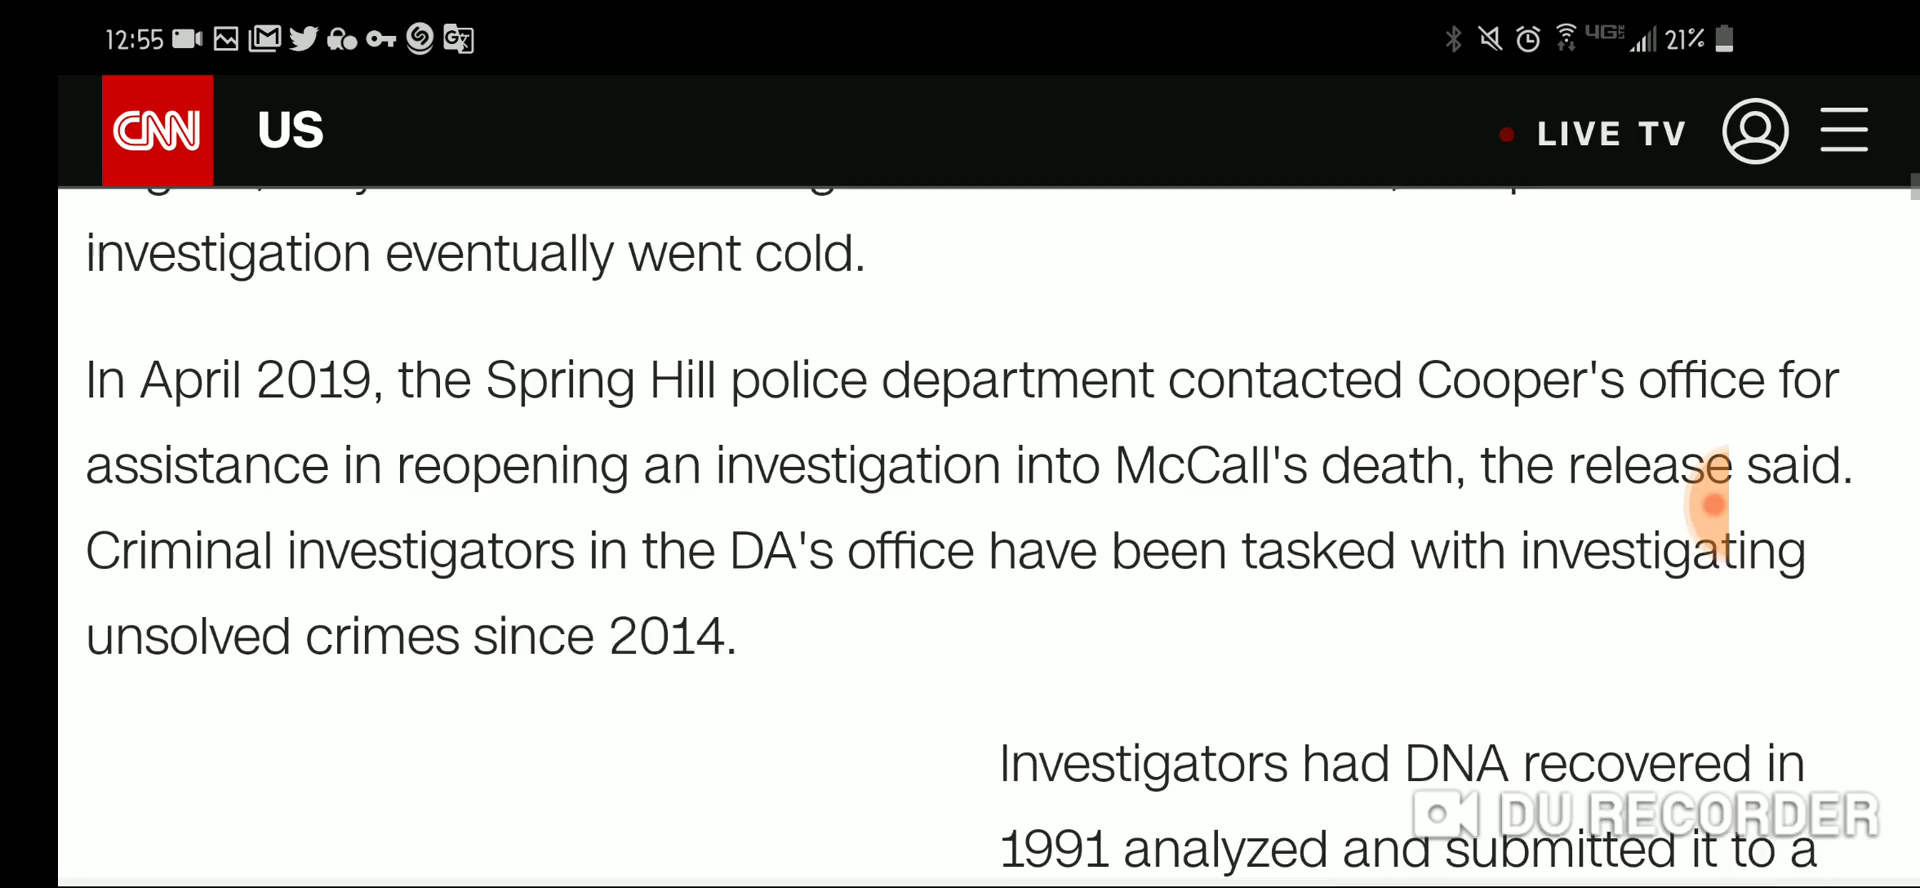 12:55 4G 21%
CNN US LIVE TV
investigation eventually went cold.
In April 2019, the Spring Hill police department contacted Cooper's office for
assistance in reopening an investigation into McCall's death, the release said.
Criminal investigators in the DA's office have been tasked with investigating
unsolved crimes since 2014.
Investigators had DNA recovered in
DU RECORDER
1991 analyzed and submitted it to a